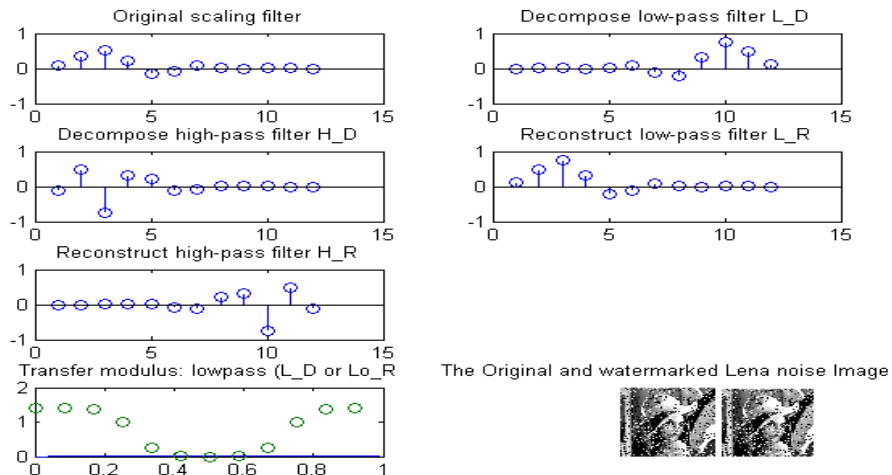 Original scaling filter
1
0
-1
0 5 10 15
Decompose low-pass filter L_D
1
0
-1
0 5 10 15
Decompose high-pass filter H_D
1
0
-1
0 5 10 15
Reconstruct low-pass filter L_R
1
0
-1
0 5 10 15
Reconstruct high-pass filter H_R
1
0
-1
0 5 10 15
Transfer modulus: lowpass (L_D or Lo_R
2
1
0
0 0.2 0.4 0.6 0.8 1
The Original and watermarked Lena noise Image